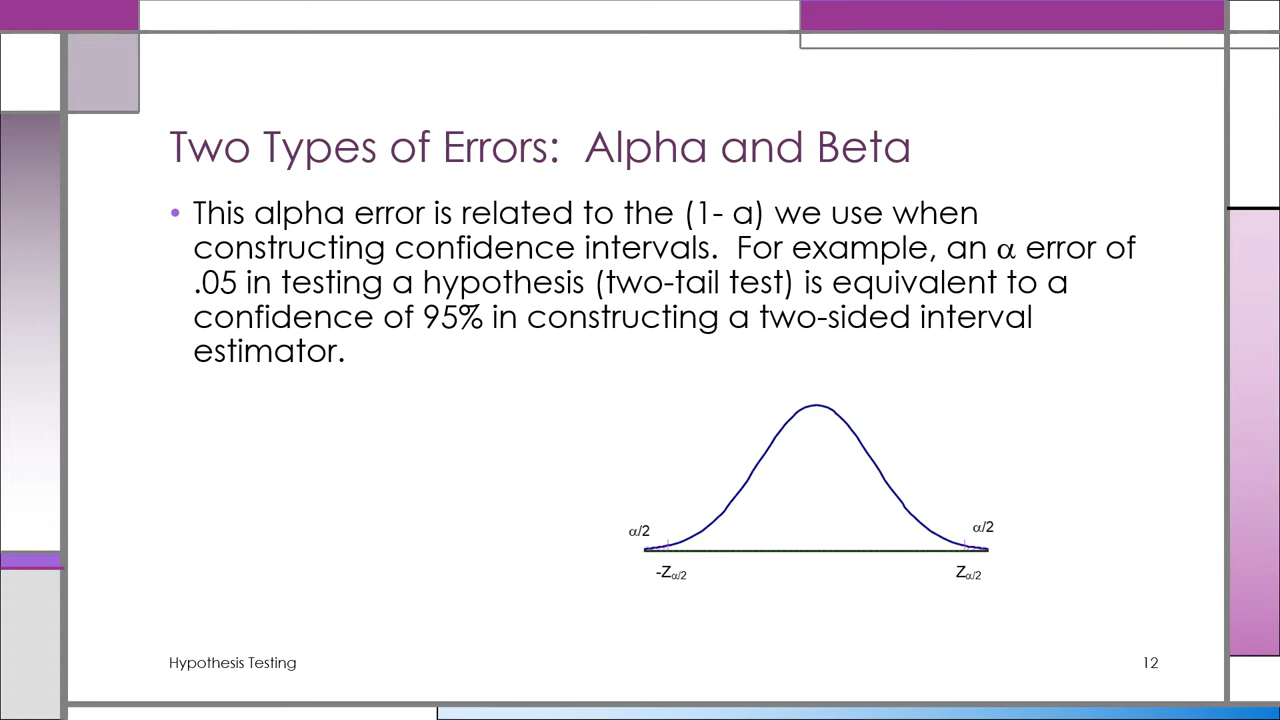 Two Types of Errors:  Alpha and Beta
• This alpha error is related to the (1- a) we use when
constructing confidence intervals.  For example, an α error of
.05 in testing a hypothesis (two-tail test) is equivalent to a
confidence of 95% in constructing a two-sided interval
estimator.
α/2
α/2
-Zα/2
Zα/2
Hypothesis Testing
12